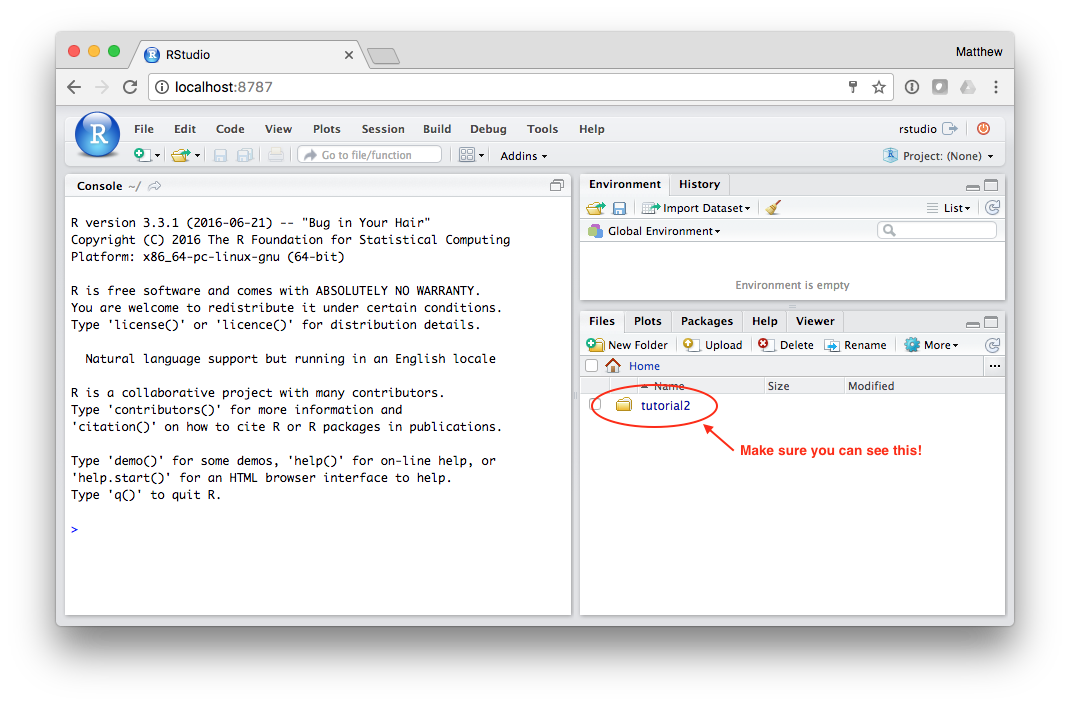 RStudio
Matthew
localhost:8787
R
File Edit Code View Plots Session Build Debug Tools Help
rstudio
Go to file/function
Addins
R Project: (None)
Console ~/
R version 3.3.1 (2016-06-21) -- "Bug in Your Hair"
Copyright (C) 2016 The R Foundation for Statistical Computing
Platform: x86_64-pc-linux-gnu (64-bit)
R is free software and comes with ABSOLUTELY NO WARRANTY.
You are welcome to redistribute it under certain conditions.
Type 'license()' or 'licence()' for distribution details.
Natural language support but running in an English locale
R is a collaborative project with many contributors.
Type 'contributors()' for more information and
'citation()' on how to cite R or R packages in publications.
Type 'demo()' for some demos, 'help()' for on-line help, or
'help.start()' for an HTML browser interface to help.
Type 'q()' to quit R.
>
Environment History
Import Dataset List
Global Environment
Environment is empty
Files Plots Packages Help Viewer
New Folder Upload Delete Rename More
Home ...
Name Size Modified
tutorial2
Make sure you can see this!